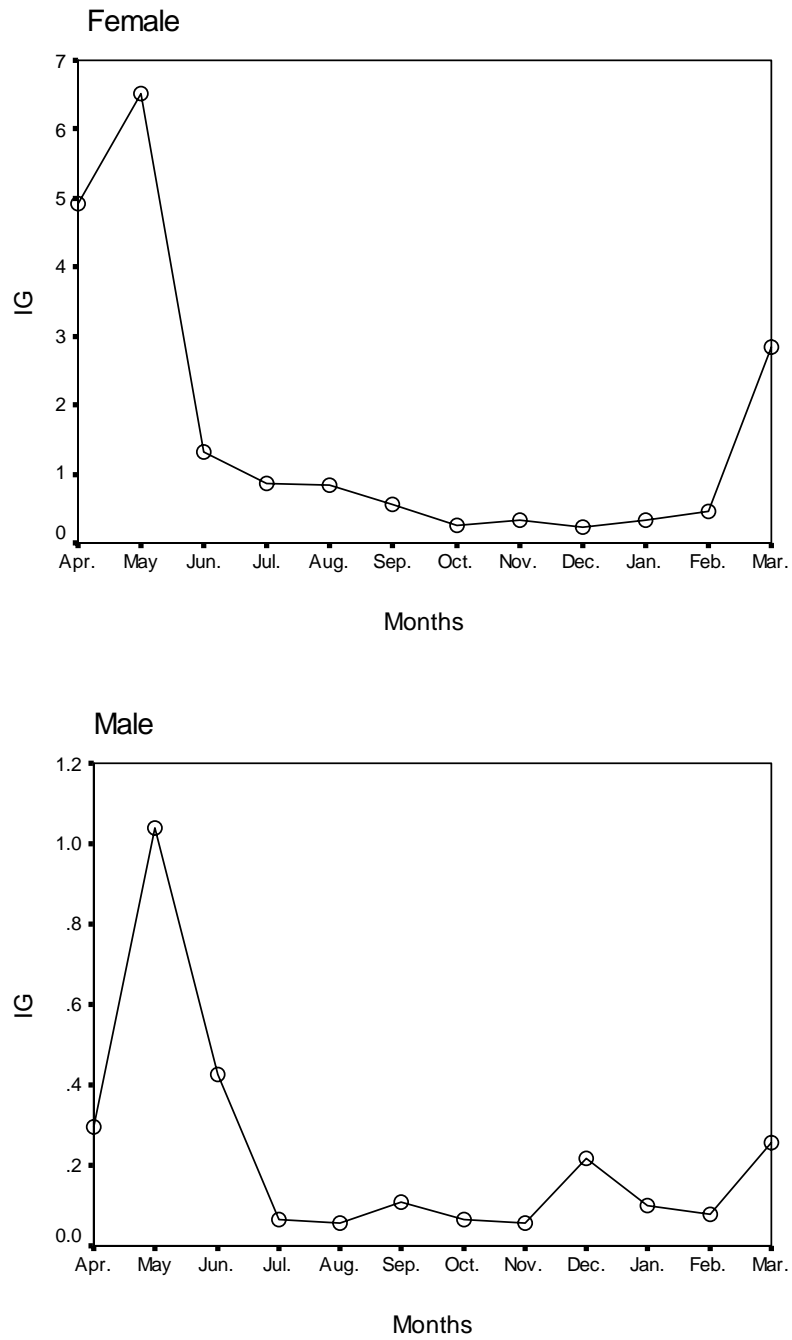 Female
7
6
5
4
3
2
1
0
IG
Apr. May Jun. Jul. Aug. Sep. Oct. Nov. Dec. Jan. Feb. Mar.
Months
Male
1.2
1.0
.8
.6
.4
.2
0.0
IG
Apr. May Jun. Jul. Aug. Sep. Oct. Nov. Dec. Jan. Feb. Mar.
Months